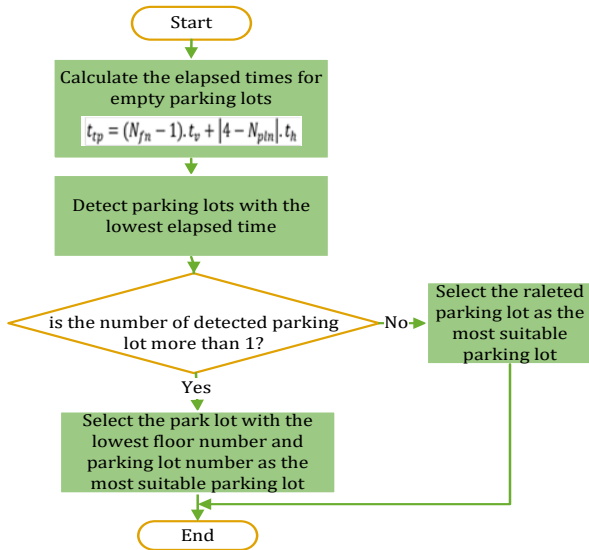 Start
Calculate the elapsed times for
empty parking lots
t_tp = (N_fn − 1). t_v + |4 − N_pln|. t_h
Detect parking lots with the
lowest elapsed time
is the number of detected parking
lot more than 1?
No
Select the raleted
parking lot as the
most suitable
parking lot
Yes
Select the park lot with the
lowest floor number and
parking lot number as the
most suitable parking lot
End